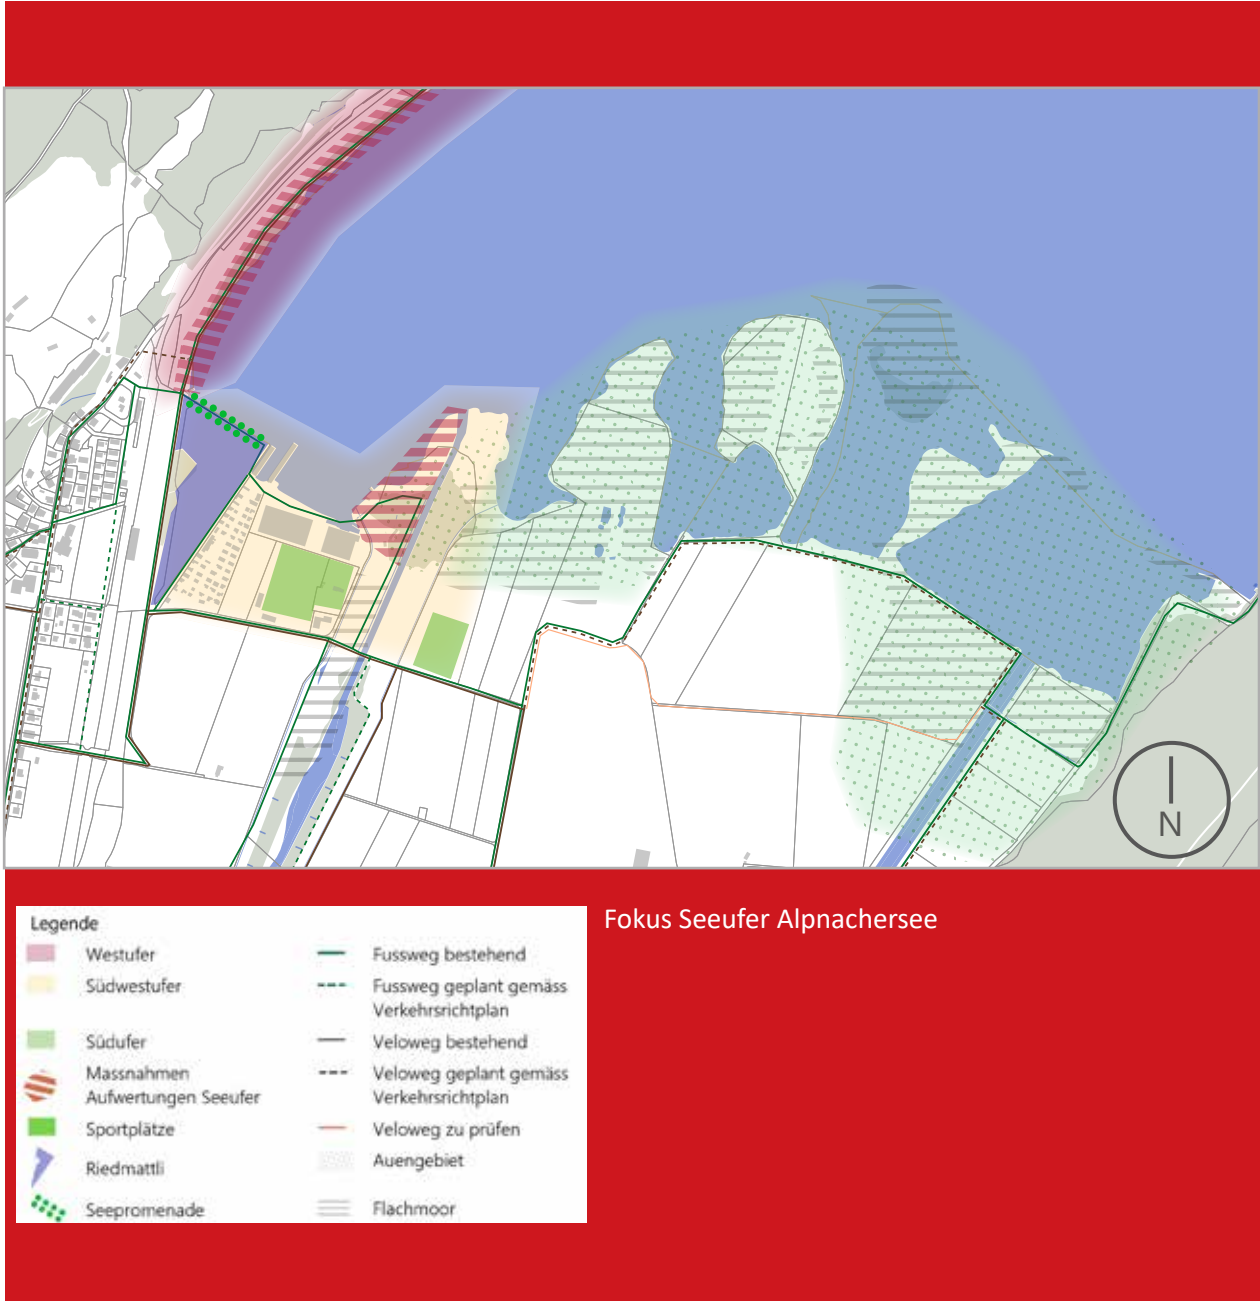 N
Fokus Seeufer Alpnachersee
Legende
Westufer
Südwestufer
Südufer
Massnahmen
Aufwertungen Seeufer
Sportplätze
Riedmattli
Seepromenade
Fussweg bestehend
Fussweg geplant gemäss
Verkehrsrichtplan
Veloweg bestehend
Veloweg geplant gemäss
Verkehrsrichtplan
Veloweg zu prüfen
Auengebiet
Flachmoor